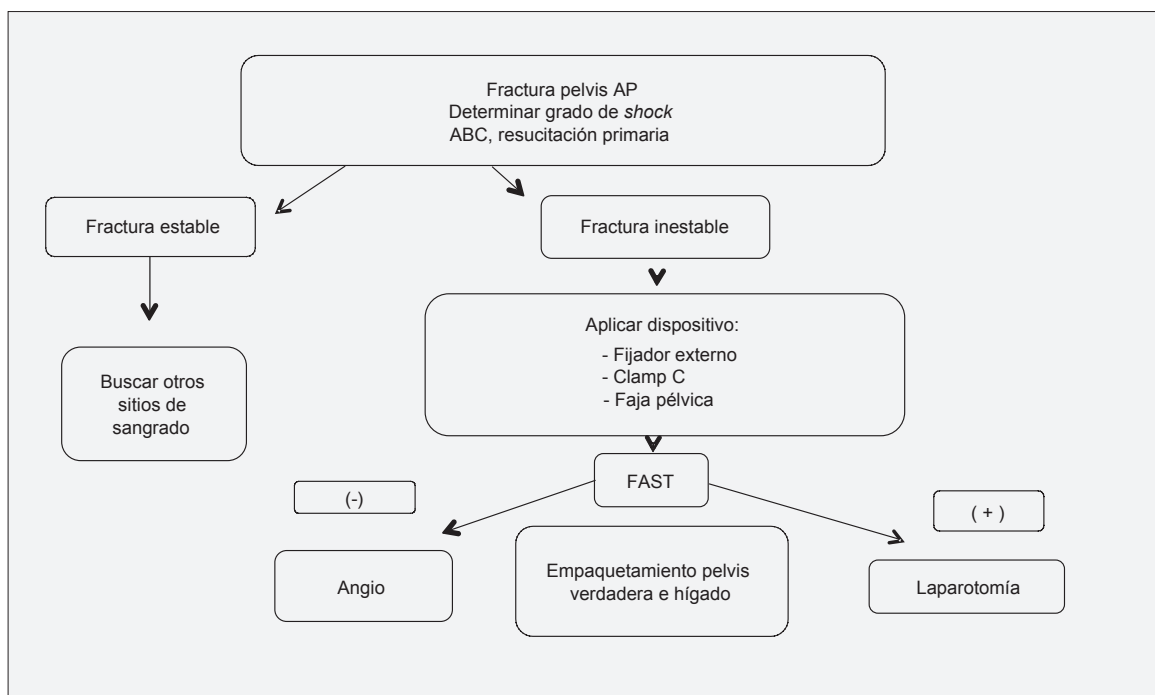 Fractura pelvis AP
Determinar grado de shock
ABC, resucitación primaria
Fractura estable
Fractura inestable
Buscar otros
sitios de
sangrado
Aplicar dispositivo:
- Fijador externo
- Clamp C
- Faja pélvica
FAST
(-)
( + )
Angio
Empaquetamiento pelvis
verdadera e hígado
Laparotomía